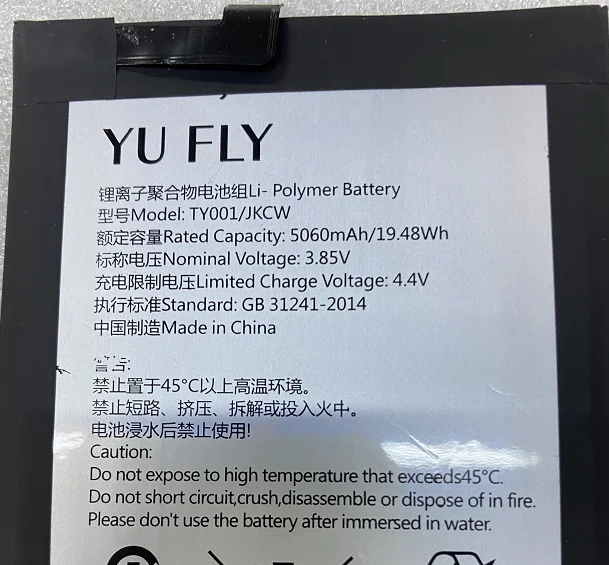 YU FLY
锂离子聚合物电池组Li- Polymer Battery
型号Model: TY001/JKCW
额定容量Rated Capacity: 5060mAh/19.48Wh
标称电压Nominal Voltage: 3.85V
充电限制电压Limited Charge Voltage: 4.4V
执行标准Standard: GB 31241-2014
中国制造Made in China
禁止置于45°C以上高温环境。
禁止短路、挤压、拆解或投入火中。
电池浸水后禁止使用!
Caution:
Do not expose to high temperature that exceeds45°C.
Do not short circuit,crush,disassemble or dispose of in fire.
Please don't use the battery after immersed in water.